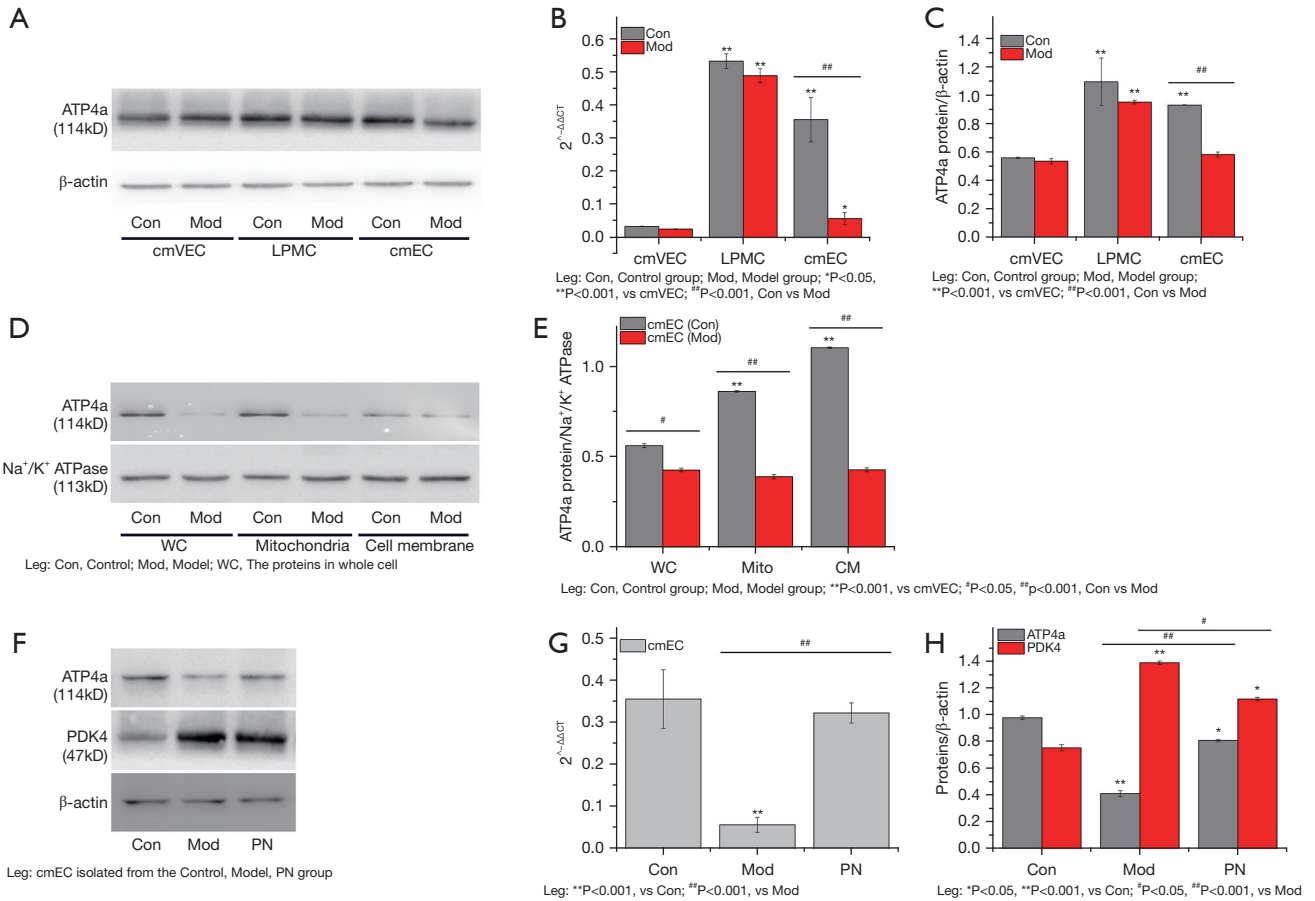 A
ATP4a
(114kD)
β-actin
Con Mod Con Mod Con Mod
cmVEC LPMC cmEC
B
Con
Mod
2^-ΔΔCT
0.6
0.5
0.4
0.3
0.2
0.1
0.0
** ** ** * ##
cmVEC LPMC cmEC
Leg: Con, Control group; Mod, Model group; *P<0.05,
**P<0.001, vs cmVEC; ##P<0.001, Con vs Mod
C
Con
Mod
ATP4a protein/β-actin
1.4
1.2
1.0
0.8
0.6
0.4
0.2
0.0
** ** ** ##
cmVEC LPMC cmEC
Leg: Con, Control group; Mod, Model group;
**P<0.001, vs cmVEC; ##P<0.001, Con vs Mod
D
ATP4a
(114kD)
Na+/K+ ATPase
(113kD)
Con Mod Con Mod Con Mod
WC Mitochondria Cell membrane
Leg: Con, Control; Mod, Model; WC, The proteins in whole cell
E
cmEC (Con)
cmEC (Mod)
ATP4a protein/Na+/K+ ATPase
1.0
0.5
0.0
# ** ## ** ##
WC Mito CM
Leg: Con, Control group; Mod, Model group; **P<0.001, vs cmVEC; #P<0.05, ##p<0.001, Con vs Mod
F
ATP4a
(114kD)
PDK4
(47kD)
β-actin
Con Mod PN
Leg: cmEC isolated from the Control, Model, PN group
G
cmEC
2^-ΔΔCT
0.5
0.4
0.3
0.2
0.1
0.0
** ##
Con Mod PN
Leg: **P<0.001, vs Con; ##P<0.001, vs Mod
H
ATP4a
PDK4
Proteins/β-actin
1.4
1.2
1.0
0.8
0.6
0.4
0.2
0.0
** ** * * ## #
Con Mod PN
Leg: *P<0.05, **P<0.001, vs Con; #P<0.05, ##P<0.001, vs Mod